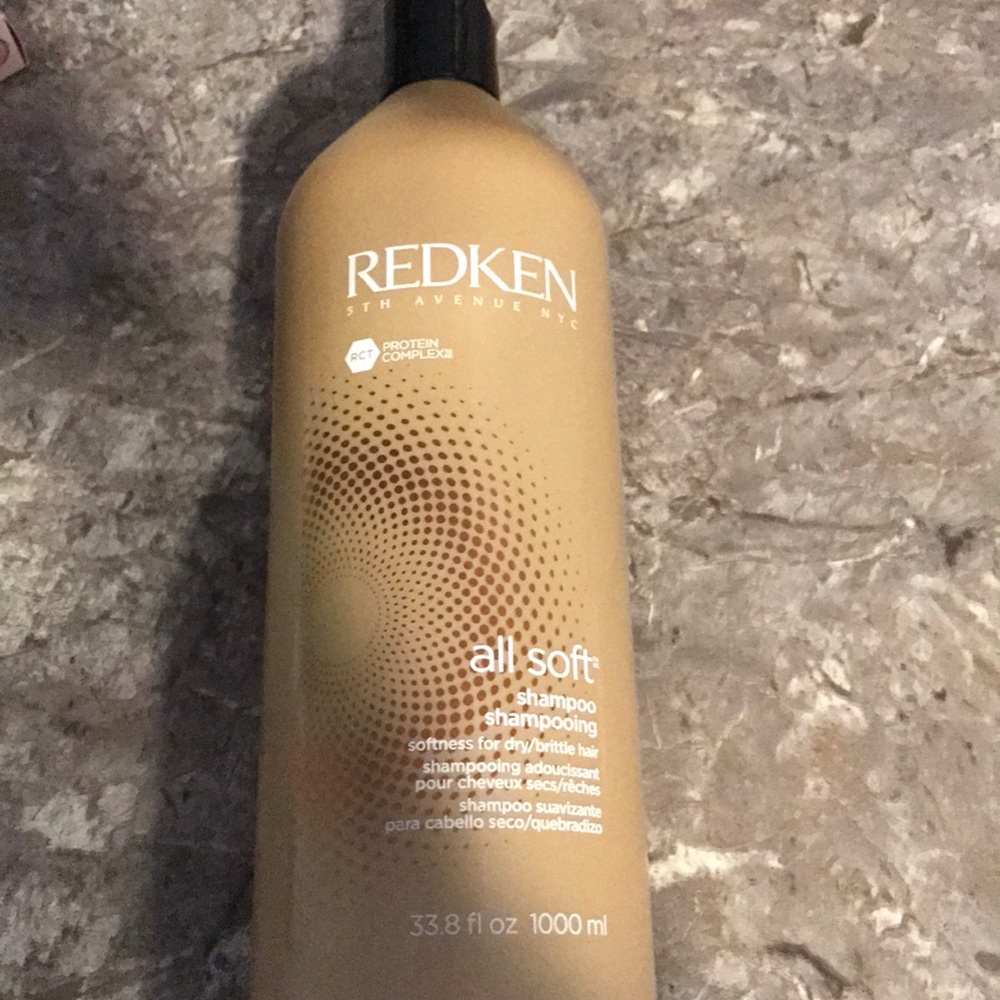 REDKEN
5TH AVENUE NYC
RCT PROTEIN
COMPLEX
all soft
shampoo
shampooing
softness for dry/brittle hair
shampooing adoucissant
pour cheveux secs/rêches
shampoo suavizante
para cabello seco/quebradizo
33.8 fl oz 1000 ml